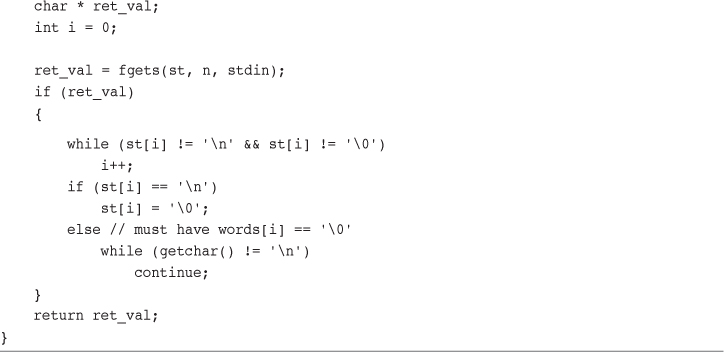 char * ret_val;
int i = 0;
ret_val = fgets(st, n, stdin);
if (ret_val)
{
while (st[i] != '\n' && st[i] != '\0')
i++;
if (st[i] == '\n')
st[i] = '\0';
else // must have words[i] == '\0'
while (getchar() != '\n')
continue;
}
return ret_val;
}